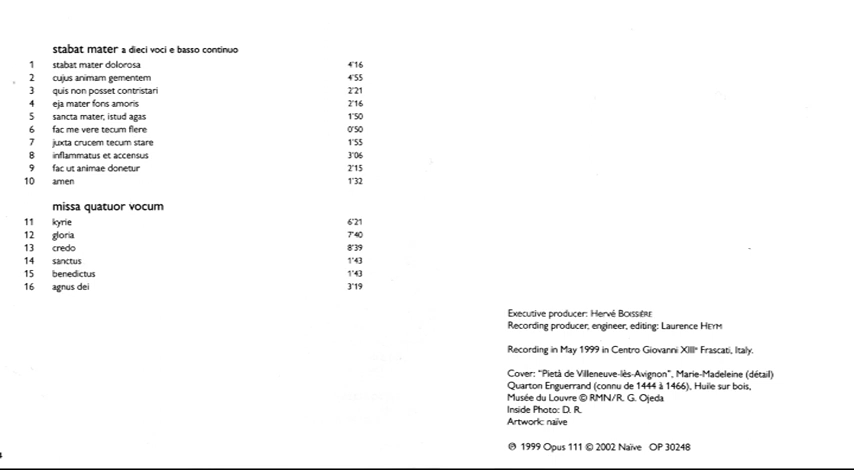 stabat mater a dieci voci e basso continuo
1 stabat mater dolorosa 4'16
2 cujus animam gementem 4'55
3 quis non posset contristari 2'21
4 eja mater fons amoris 2'16
5 sancta mater, istud agas 1'50
6 fac me vere tecum flere 0'50
7 juxta crucem tecum stare 1'55
8 inflammatus et accensus 3'06
9 fac ut animae donetur 2'15
10 amen 1'32
missa quatuor vocum
11 kyrie 6'21
12 gloria 7'40
13 credo 8'39
14 sanctus 1'43
15 benedictus 1'43
16 agnus dei 3'19
Executive producer: Hervé BOISSIÈRE
Recording producer, engineer, editing: Laurence HEYM
Recording in May 1999 in Centro Giovanni XIII° Frascati, Italy.
Cover: "Pietà de Villeneuve-lès-Avignon", Marie-Madeleine (détail)
Quarton Enguerrand (connu de 1444 à 1466), Huile sur bois,
Musée du Louvre © RMN/R. G. Ojeda
Inside Photo: D. R.
Artwork: naïve
℗ 1999 Opus 111 © 2002 Naïve OP 30248